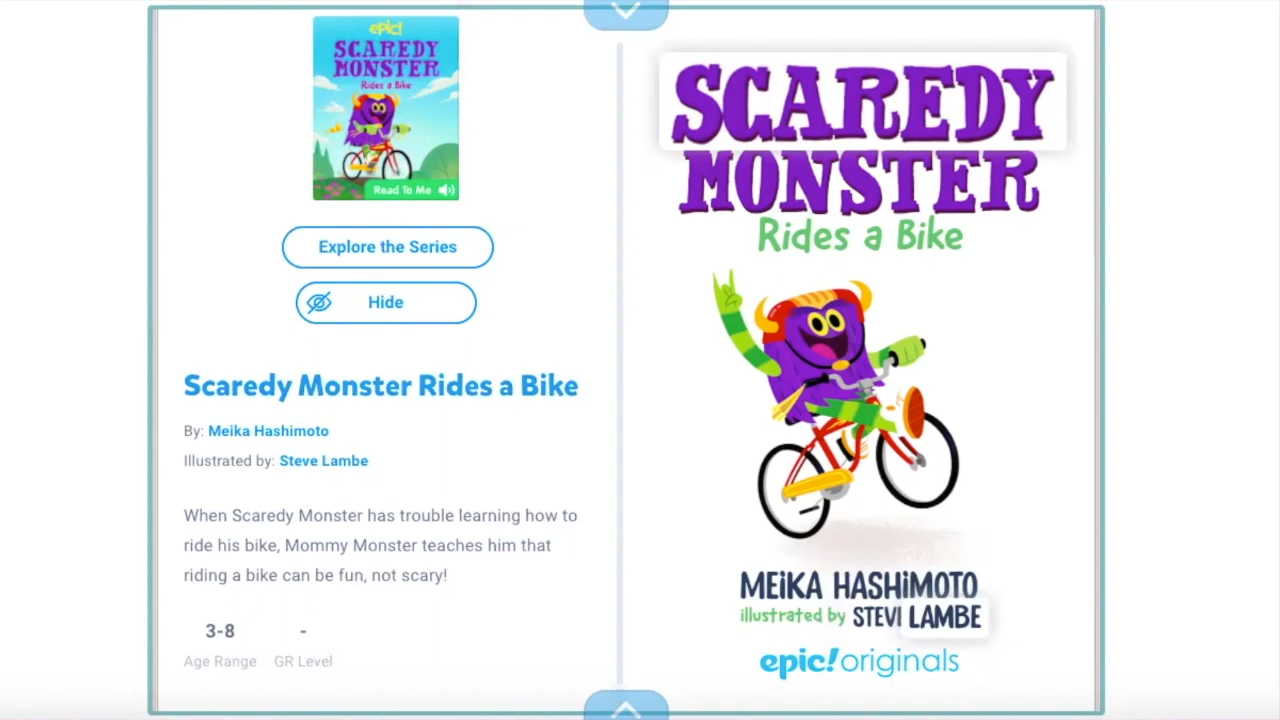 epic!
SCAREDY
MONSTER
Rides a Bike
Read To Me
Explore the Series
Hide
Scaredy Monster Rides a Bike
By: Meika Hashimoto
Illustrated by: Steve Lambe
When Scaredy Monster has trouble learning how to
ride his bike, Mommy Monster teaches him that
riding a bike can be fun, not scary!
3-8 -
Age Range GR Level
SCAREDY
MONSTER
Rides a Bike
MEiKA HASHiMOTO
illustrated by STEVI LAMBE
epic! originals